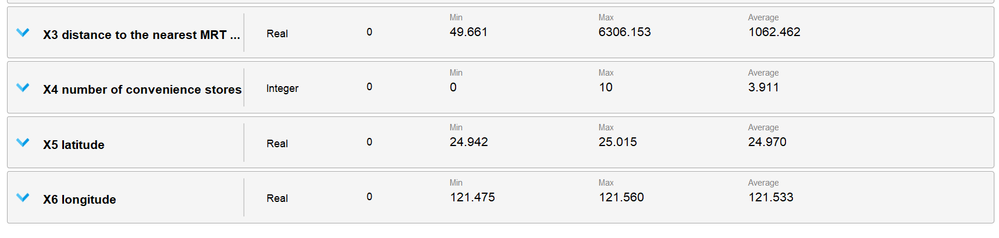 Min Max Average
X3 distance to the nearest MRT ... Real 0 49.661 6306.153 1062.462
Min Max Average
X4 number of convenience stores Integer 0 0 10 3.911
Min Max Average
X5 latitude Real 0 24.942 25.015 24.970
Min Max Average
X6 longitude Real 0 121.475 121.560 121.533